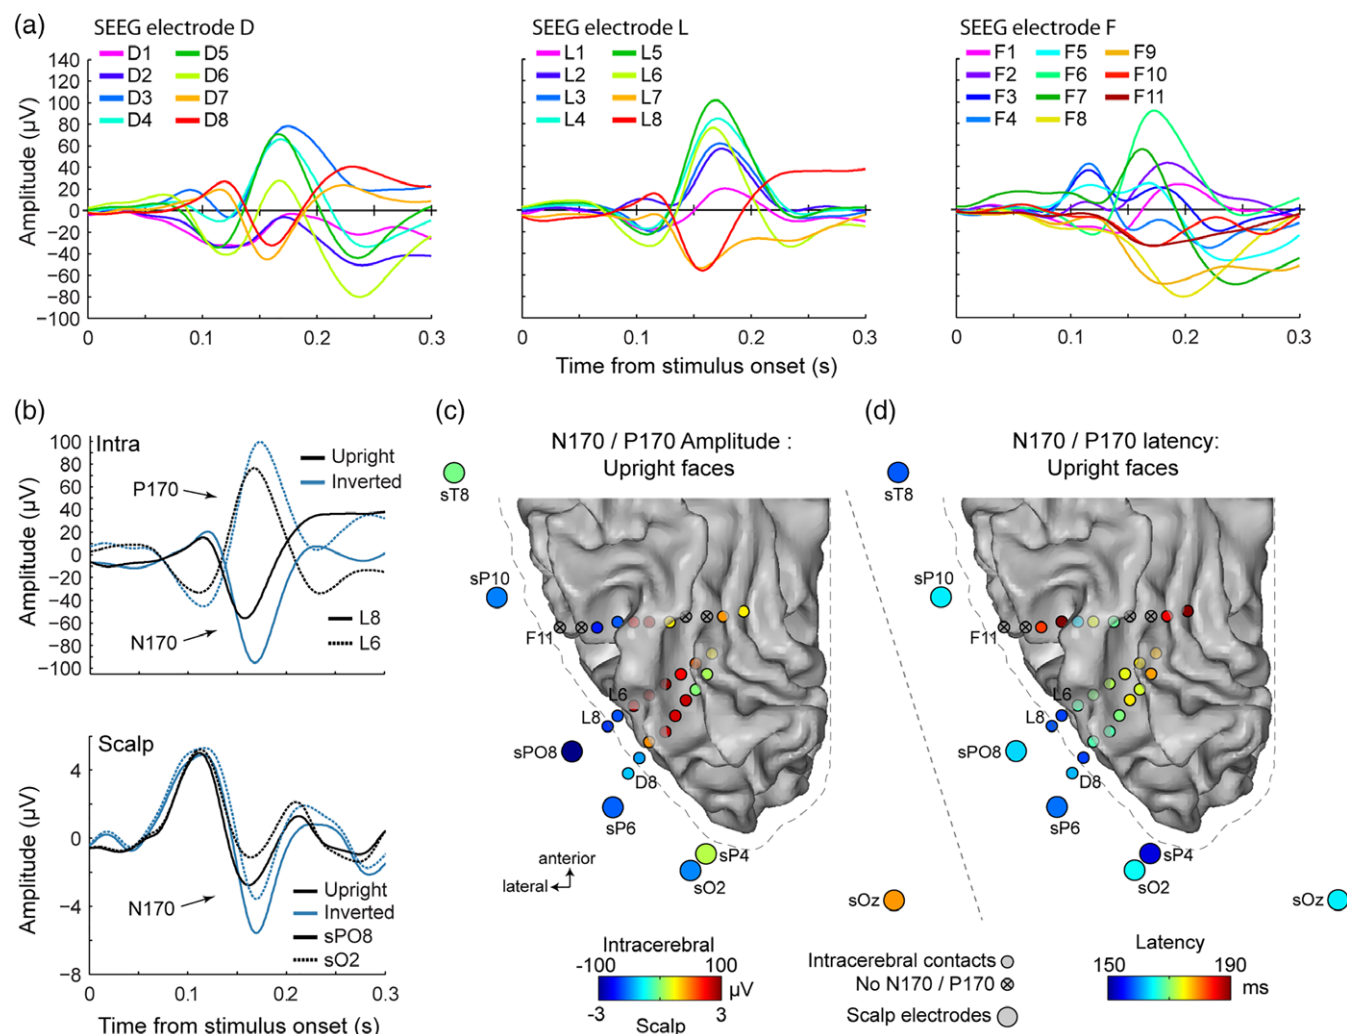 (a)
SEEG electrode D
D1 D5
D2 D6
D3 D7
D4 D8
SEEG electrode L
L1 L5
L2 L6
L3 L7
L4 L8
SEEG electrode F
F1 F5 F9
F2 F6 F10
F3 F7 F11
F4 F8
Amplitude (µV)
140
120
100
80
60
40
20
0
−20
−40
−60
−80
−100
0 0.1 0.2 0.3
0 0.1 0.2 0.3
0 0.1 0.2 0.3
Time from stimulus onset (s)
(b)
Intra
Upright
Inverted
P170
N170
L8
L6
Amplitude (µV)
100
80
60
40
20
0
−20
−40
−60
−80
−100
Scalp
N170
Upright
Inverted
sPO8
sO2
Amplitude (µV)
4
0
−4
−8
0 0.1 0.2 0.3
Time from stimulus onset (s)
(c)
N170 / P170 Amplitude :
Upright faces
sT8
sP10
F11
L6
L8
sPO8
D8
sP6
sP4
sO2
sOz
anterior
lateral
Intracerebral
-100 100
µV
-3 3
Scalp
(d)
N170 / P170 latency:
Upright faces
sT8
sP10
F11
L6
L8
sPO8
D8
sP6
sP4
sO2
sOz
Intracerebral contacts
No N170 / P170
Scalp electrodes
Latency
150 190
ms